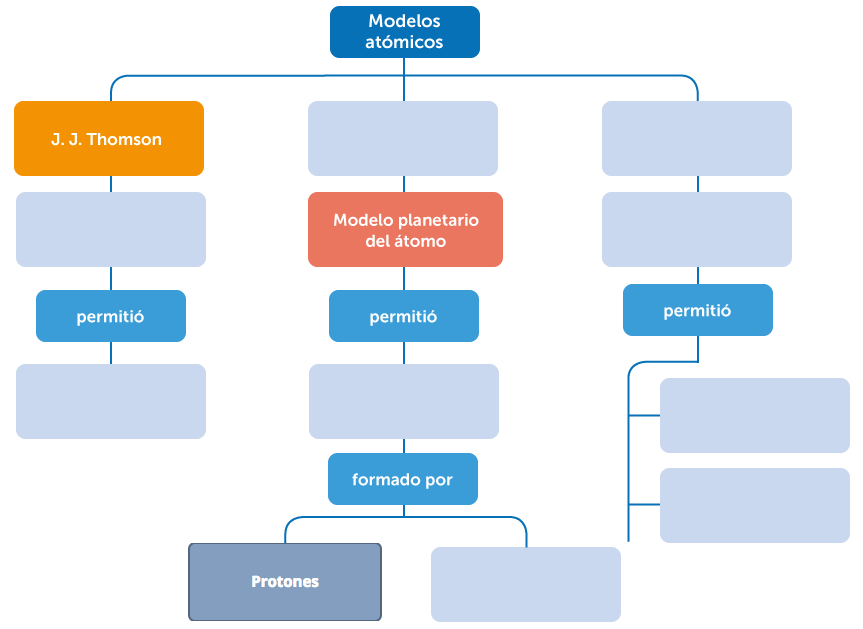 Modelos
atómicos
J. J. Thomson
Modelo planetario
del átomo
permitió
permitió
permitió
formado por
Protones